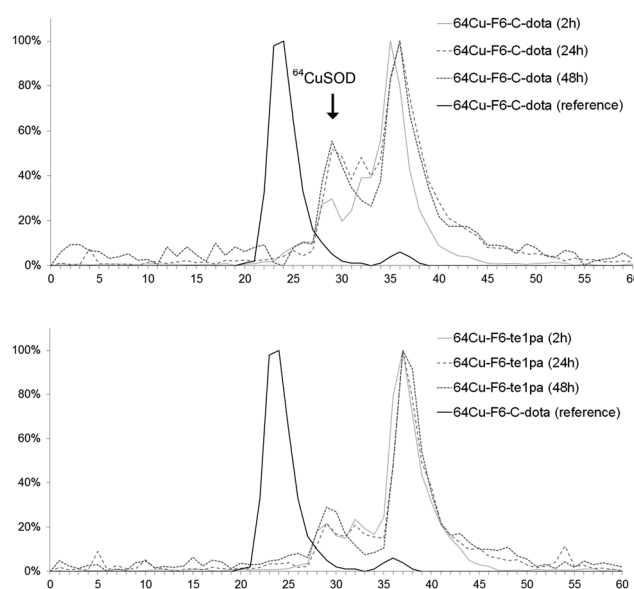 64Cu-F6-C-dota (2h)
64Cu-F6-C-dota (24h)
64Cu-F6-C-dota (48h)
64Cu-F6-C-dota (reference)
64CuSOD
100%
80%
60%
40%
20%
0%
0 5 10 15 20 25 30 35 40 45 50 55 60
64Cu-F6-te1pa (2h)
64Cu-F6-te1pa (24h)
64Cu-F6-te1pa (48h)
64Cu-F6-C-dota (reference)
100%
80%
60%
40%
20%
0%
0 5 10 15 20 25 30 35 40 45 50 55 60